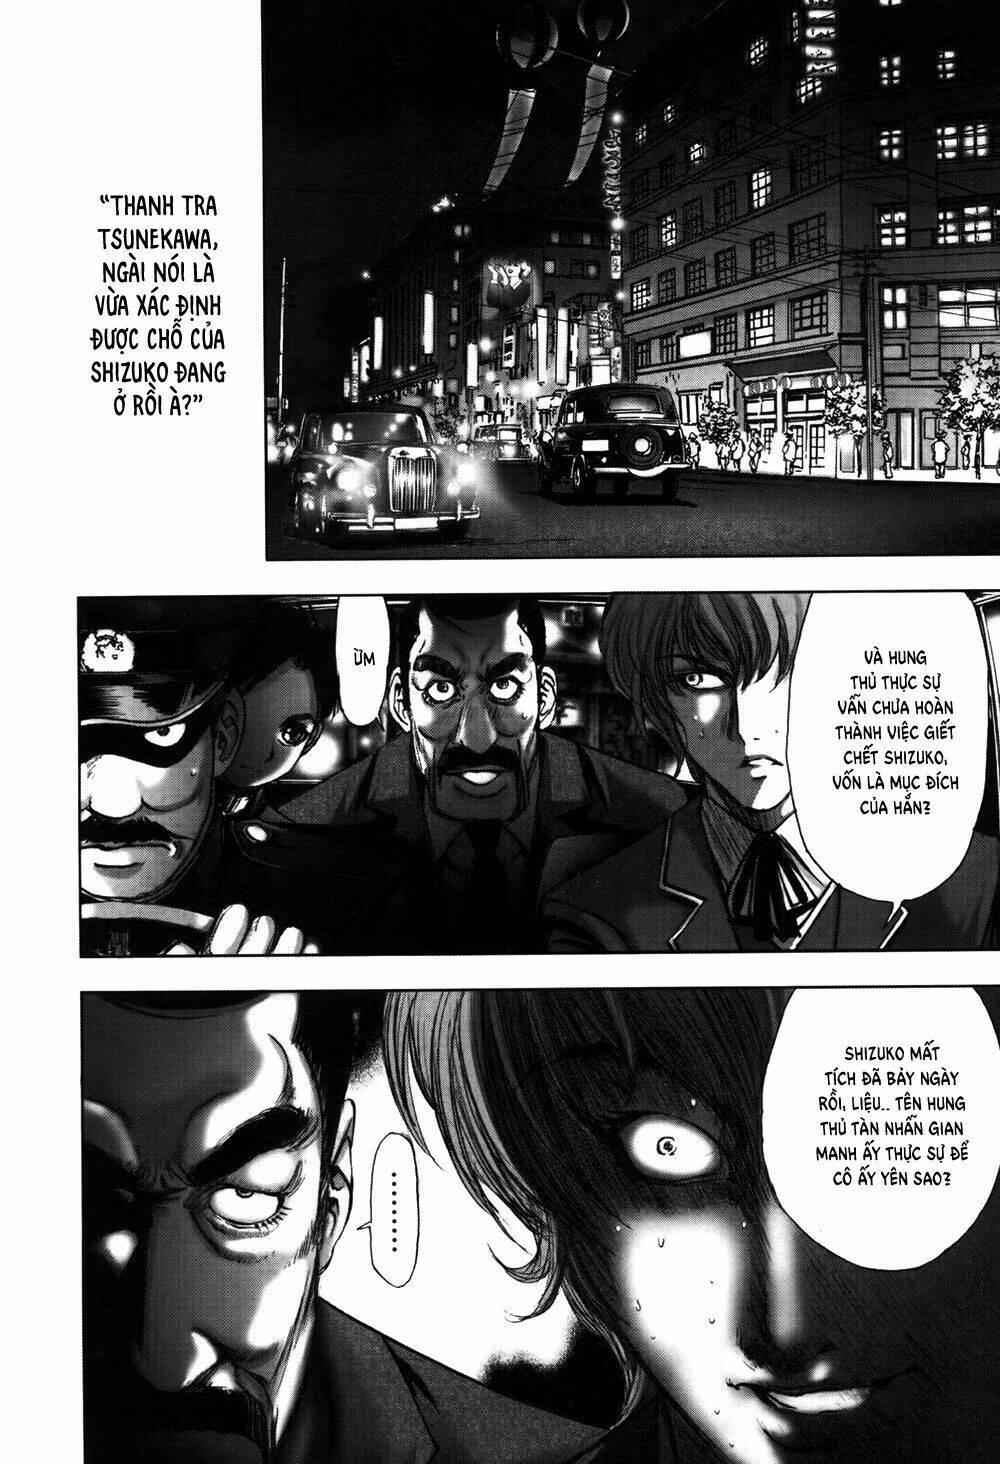 "THANH TRA
TSUNEKAWA,
NGÀI NÓI LÀ
VỪA XÁC ĐỊNH
ĐƯỢC CHỖ CỦA
SHIZUKO ĐANG
Ở RỒI À?"
VÀ HUNG
THỦ THỰC SỰ
VẪN CHƯA HOÀN
THÀNH VIỆC GIẾT
CHẾT SHIZUKO,
VỐN LÀ MỤC ĐÍCH
CỦA HẮN?
ỪM
SHIZUKO MẤT
TÍCH ĐÃ BẢY NGÀY
RỒI, LIỆU.. TÊN HUNG
THỦ TÀN NHẪN GIAN
MANH ẤY THỰC SỰ ĐỂ
CÔ ẤY YÊN SAO?
.........